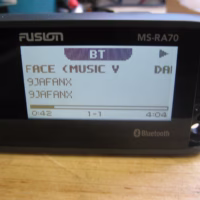 FUSION MS-RA70
BT
FACE (MUSIC V DAI
9JAFANX
9JAFANX
0:42 1-1 4:04
Bluetooth